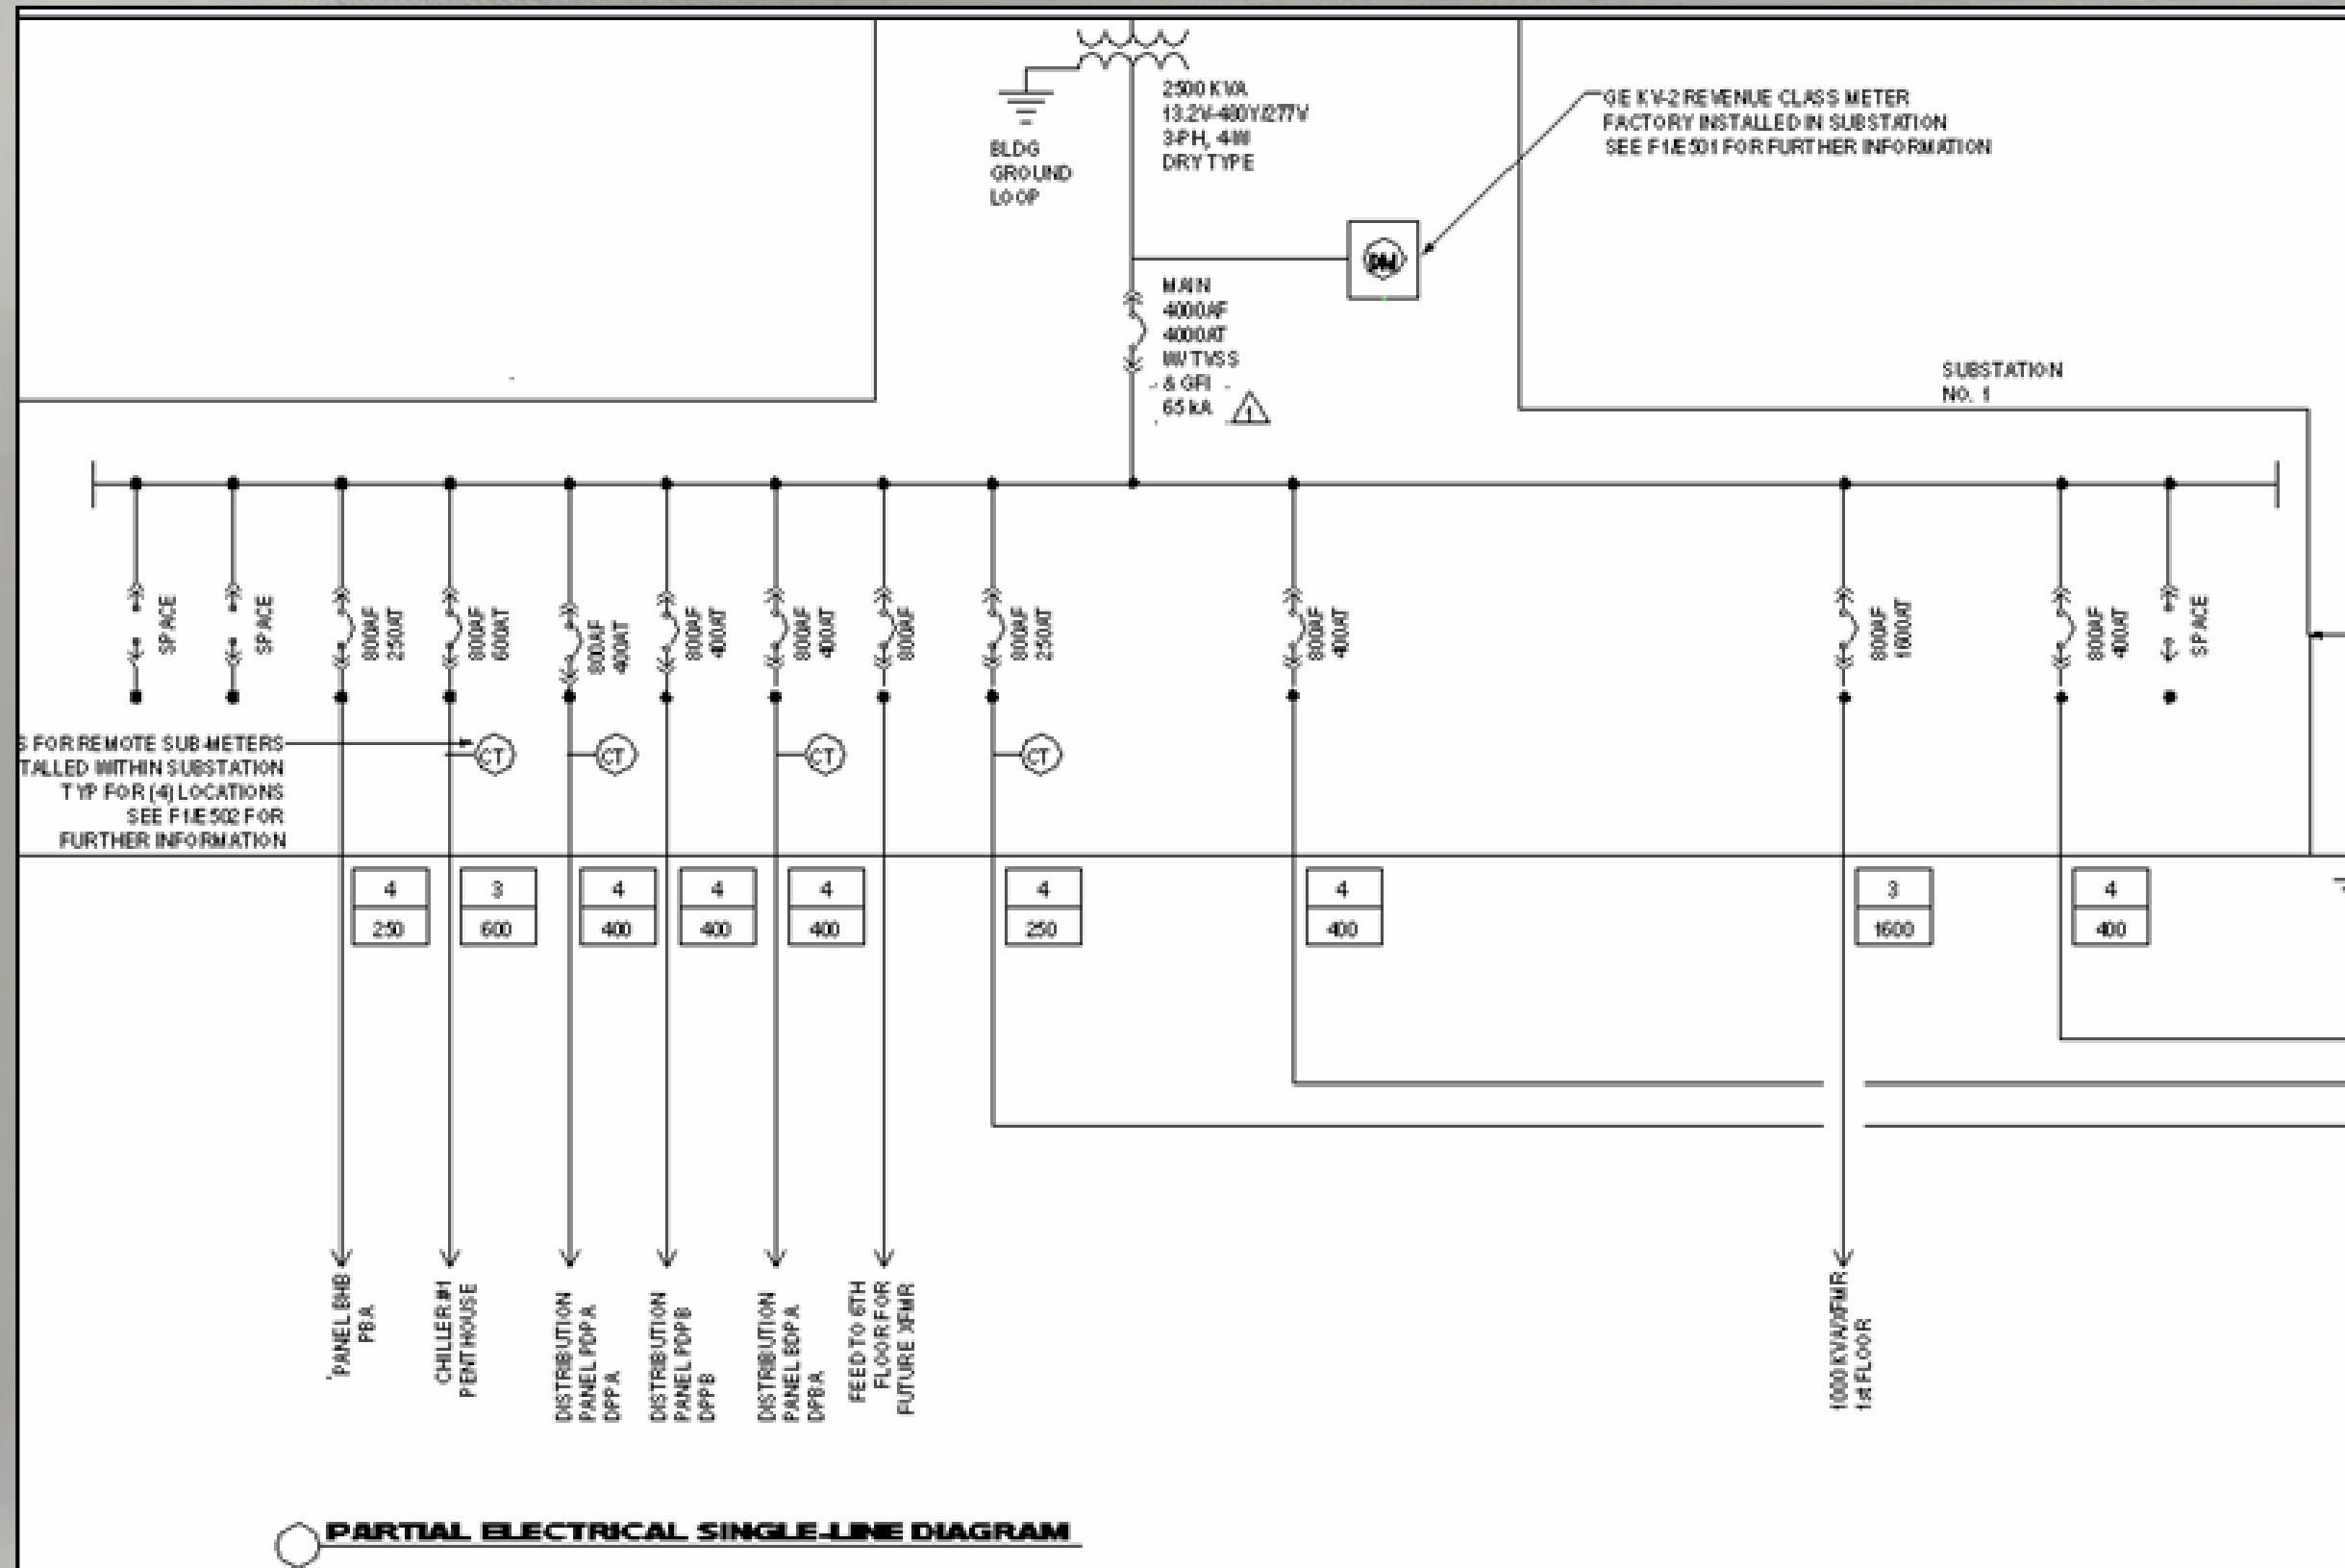 2500 KVA
13.2V-480Y/277V
3-PH, 4-W
DRY TYPE
BLDG
GROUND
LOOP
GE KV-2 REVENUE CLASS METER
FACTORY INSTALLED IN SUBSTATION
SEE F1/E501 FOR FURTHER INFORMATION
PM
MAIN
4000AF
4000AT
W/ TVSS
& GFI
65 kA
1
SUBSTATION
NO. 1
SPACE
SPACE
800AF
250AT
800AF
600AT
800AF
400AT
800AF
400AT
800AF
400AT
800AF
800AF
250AT
800AF
400AT
800AF
1600AT
800AF
400AT
SPACE
S FOR REMOTE SUB-METERS
TALLED WITHIN SUBSTATION
TYP FOR (4) LOCATIONS
SEE F1/E502 FOR
FURTHER INFORMATION
CT
CT
CT
CT
4
250
3
600
4
400
4
400
4
400
4
250
4
400
3
1600
4
400
PANEL BHB
PBA
CHILLER #1
PENTHOUSE
DISTRIBUTION
PANEL PDPA
DPPA
DISTRIBUTION
PANEL PDPB
DPPB
DISTRIBUTION
PANEL BDPA
DPBA
FEED TO 6TH
FLOOR FOR
FUTURE XFMR
1000 KVA XFMR
1st FLOOR
PARTIAL ELECTRICAL SINGLE-LINE DIAGRAM